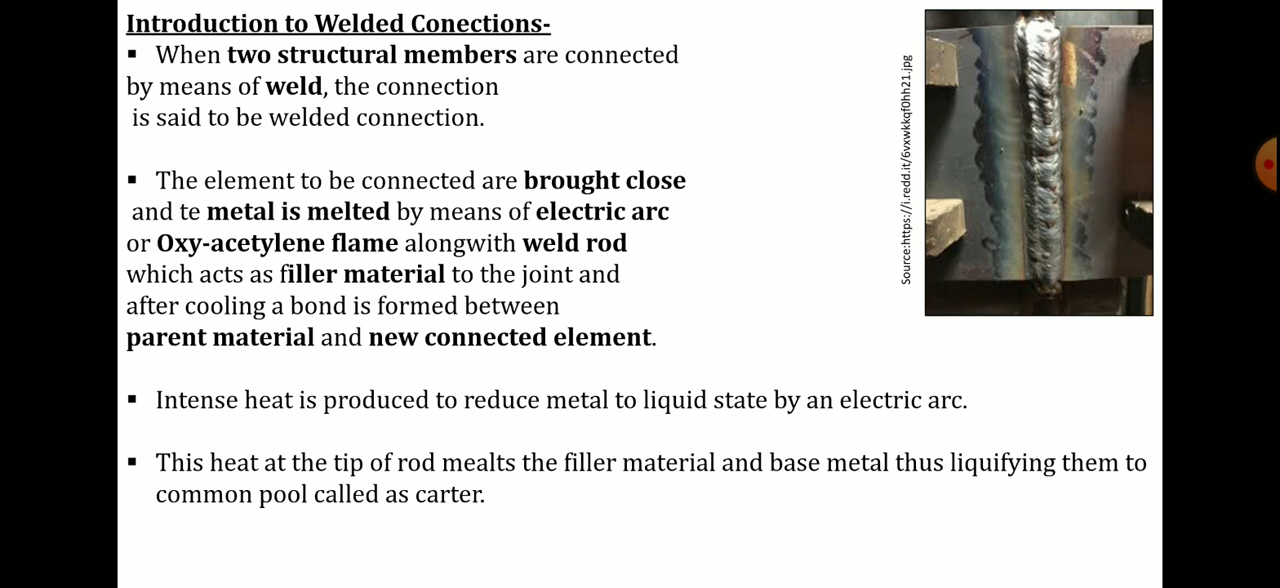 Introduction to Welded Conections-
▪ When two structural members are connected
by means of weld, the connection
is said to be welded connection.
▪ The element to be connected are brought close
and te metal is melted by means of electric arc
or Oxy-acetylene flame alongwith weld rod
which acts as filler material to the joint and
after cooling a bond is formed between
parent material and new connected element.
▪ Intense heat is produced to reduce metal to liquid state by an electric arc.
▪ This heat at the tip of rod mealts the filler material and base metal thus liquifying them to
common pool called as carter.
Source:https://i.redd.it/6vxwkkqf0hh21.jpg